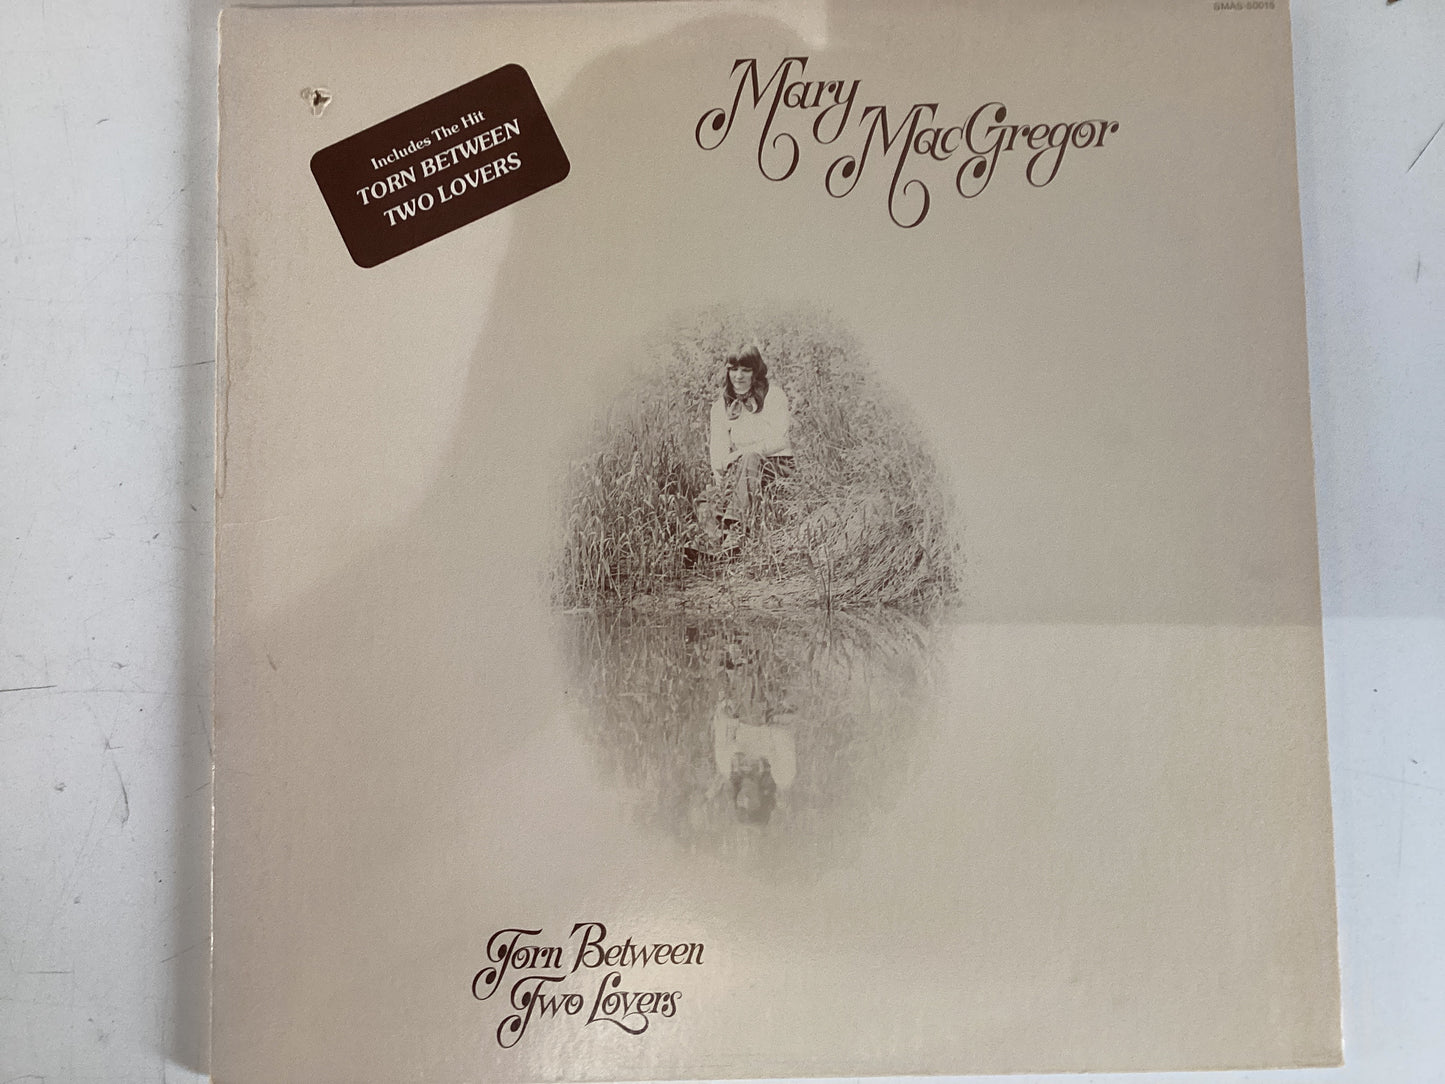 SMAS-50015
Includes The Hit
TORN BETWEEN
TWO LOVERS
Mary
MacGregor
Torn Between
Two Lovers